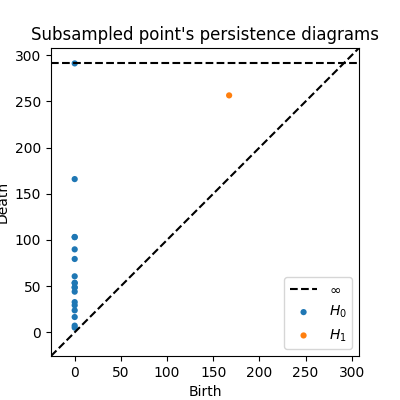 Subsampled point's persistence diagrams
300
250
200
150
100
50
0
Death
∞
H₀
H₁
0 50 100 150 200 250 300
Birth